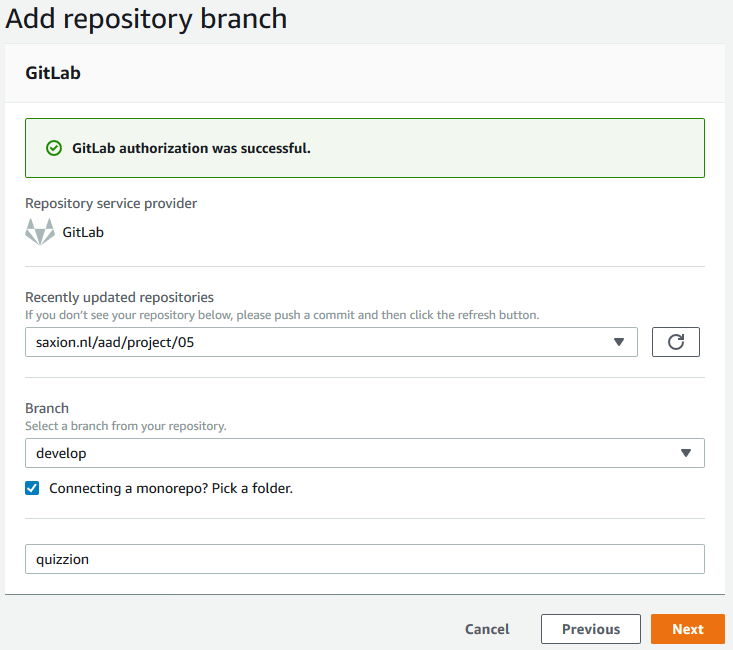 Add repository branch
GitLab
GitLab authorization was successful.
Repository service provider
GitLab
Recently updated repositories
If you don't see your repository below, please push a commit and then click the refresh button.
saxion.nl/aad/project/05
Branch
Select a branch from your repository.
develop
Connecting a monorepo? Pick a folder.
quizzion
Cancel Previous Next